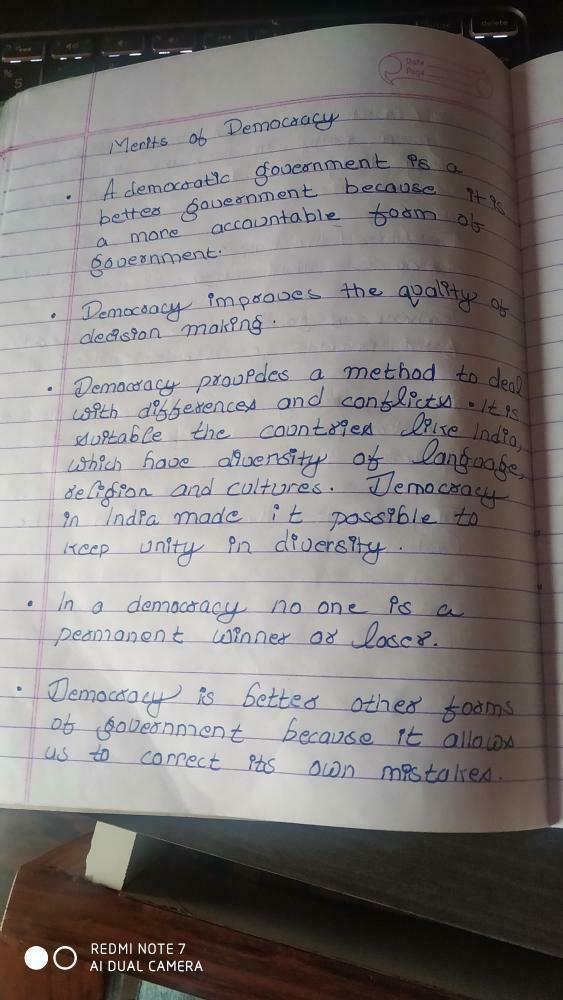 delete
%
5
Date
Page
Merits of Democracy
• A democratic government is a
better government because it is
a more accountable form of
government.
• Democracy improves the quality of
decision making.
• Democracy provides a method to deal
with differences and conflicts. It is
suitable the countries like India,
which have diversity of language,
religion and cultures. Democracy
in India made it possible to
keep unity in diversity.
• In a democracy no one is a
permanent winner or loser.
• Democracy is better other forms
of government because it allows
us to correct its own mistakes.
REDMI NOTE 7
AI DUAL CAMERA